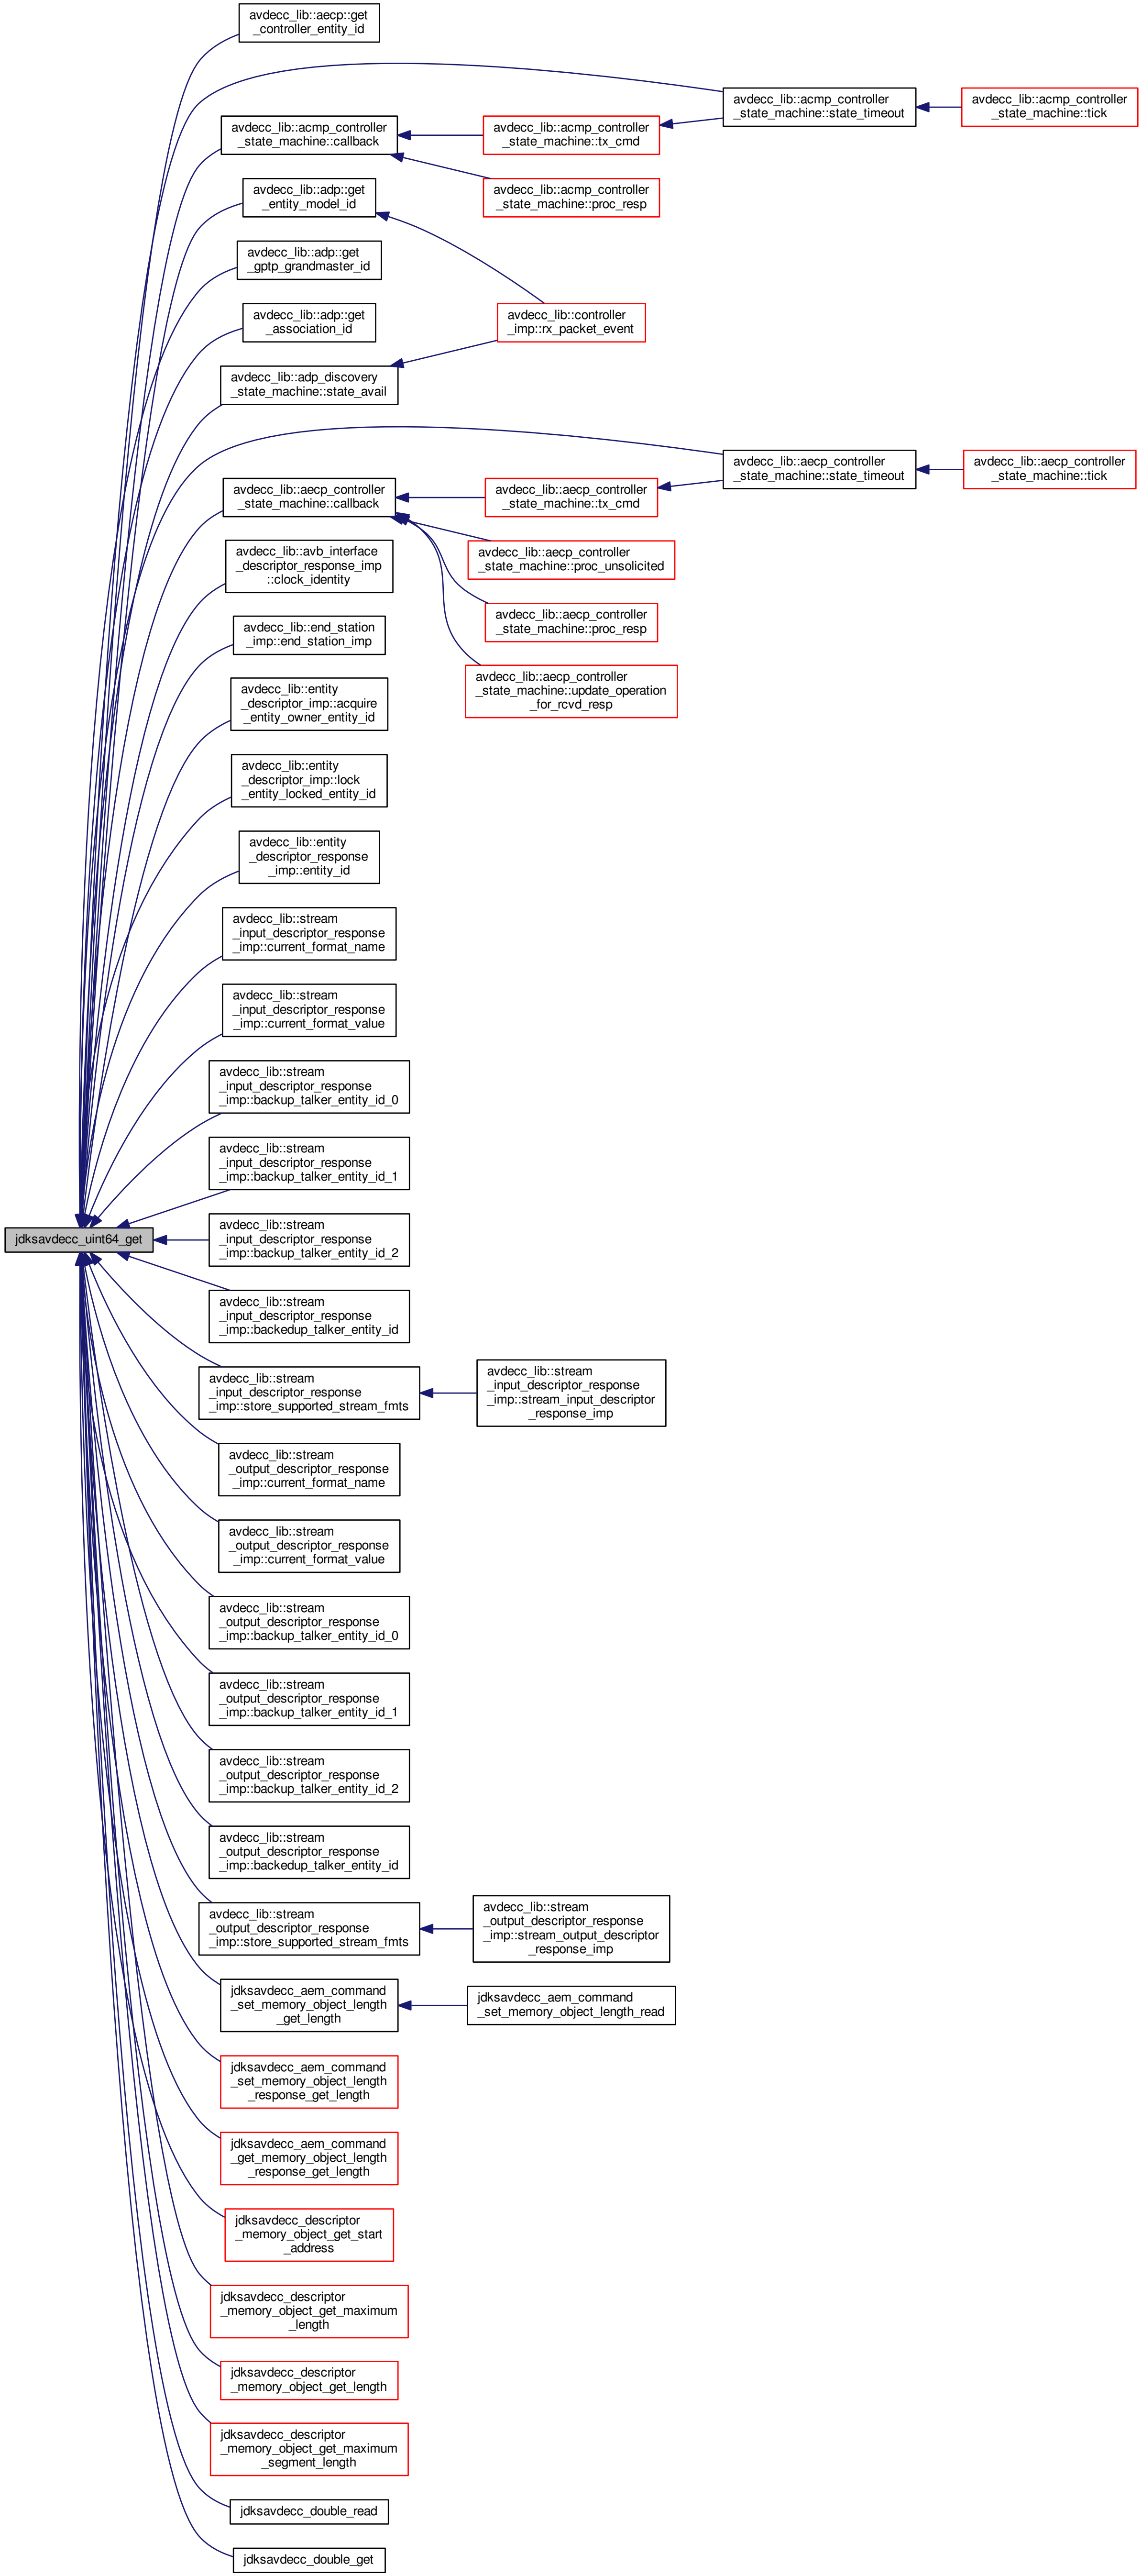 avdecc_lib::aecp::get
_controller_entity_id
avdecc_lib::acmp_controller
_state_machine::state_timeout
avdecc_lib::acmp_controller
_state_machine::tick
avdecc_lib::acmp_controller
_state_machine::callback
avdecc_lib::acmp_controller
_state_machine::tx_cmd
avdecc_lib::acmp_controller
_state_machine::proc_resp
avdecc_lib::adp::get
_entity_model_id
avdecc_lib::adp::get
_gptp_grandmaster_id
avdecc_lib::adp::get
_association_id
avdecc_lib::controller
_imp::rx_packet_event
avdecc_lib::adp_discovery
_state_machine::state_avail
avdecc_lib::aecp_controller
_state_machine::state_timeout
avdecc_lib::aecp_controller
_state_machine::tick
avdecc_lib::aecp_controller
_state_machine::callback
avdecc_lib::aecp_controller
_state_machine::tx_cmd
avdecc_lib::aecp_controller
_state_machine::proc_unsolicited
avdecc_lib::avb_interface
_descriptor_response_imp
::clock_identity
avdecc_lib::aecp_controller
_state_machine::proc_resp
avdecc_lib::end_station
_imp::end_station_imp
avdecc_lib::aecp_controller
_state_machine::update_operation
_for_rcvd_resp
avdecc_lib::entity
_descriptor_imp::acquire
_entity_owner_entity_id
avdecc_lib::entity
_descriptor_imp::lock
_entity_locked_entity_id
avdecc_lib::entity
_descriptor_response
_imp::entity_id
avdecc_lib::stream
_input_descriptor_response
_imp::current_format_name
avdecc_lib::stream
_input_descriptor_response
_imp::current_format_value
avdecc_lib::stream
_input_descriptor_response
_imp::backup_talker_entity_id_0
avdecc_lib::stream
_input_descriptor_response
_imp::backup_talker_entity_id_1
jdksavdecc_uint64_get
avdecc_lib::stream
_input_descriptor_response
_imp::backup_talker_entity_id_2
avdecc_lib::stream
_input_descriptor_response
_imp::backedup_talker_entity_id
avdecc_lib::stream
_input_descriptor_response
_imp::store_supported_stream_fmts
avdecc_lib::stream
_input_descriptor_response
_imp::stream_input_descriptor
_response_imp
avdecc_lib::stream
_output_descriptor_response
_imp::current_format_name
avdecc_lib::stream
_output_descriptor_response
_imp::current_format_value
avdecc_lib::stream
_output_descriptor_response
_imp::backup_talker_entity_id_0
avdecc_lib::stream
_output_descriptor_response
_imp::backup_talker_entity_id_1
avdecc_lib::stream
_output_descriptor_response
_imp::backup_talker_entity_id_2
avdecc_lib::stream
_output_descriptor_response
_imp::backedup_talker_entity_id
avdecc_lib::stream
_output_descriptor_response
_imp::store_supported_stream_fmts
avdecc_lib::stream
_output_descriptor_response
_imp::stream_output_descriptor
_response_imp
jdksavdecc_aem_command
_set_memory_object_length
_get_length
jdksavdecc_aem_command
_set_memory_object_length_read
jdksavdecc_aem_command
_set_memory_object_length
_response_get_length
jdksavdecc_aem_command
_get_memory_object_length
_response_get_length
jdksavdecc_descriptor
_memory_object_get_start
_address
jdksavdecc_descriptor
_memory_object_get_maximum
_length
jdksavdecc_descriptor
_memory_object_get_length
jdksavdecc_descriptor
_memory_object_get_maximum
_segment_length
jdksavdecc_double_read
jdksavdecc_double_get